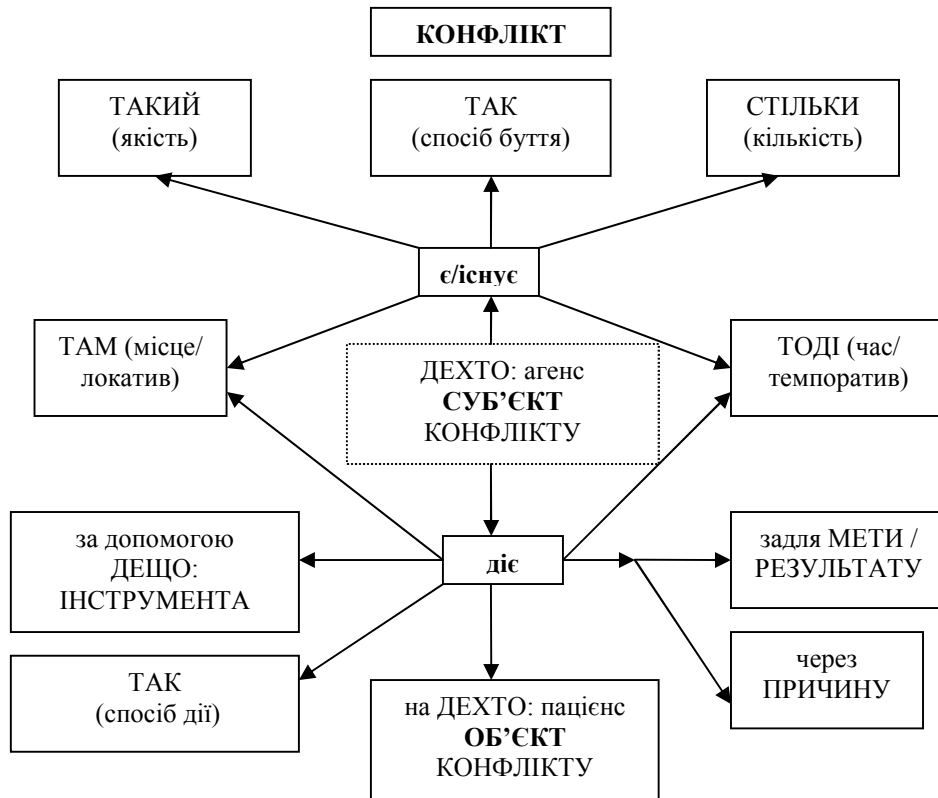 КОНФЛІКТ
ТАКИЙ
(якість)
ТАК
(спосіб буття)
СТІЛЬКИ
(кількість)
є/існує
ТАМ (місце/
локатив)
ДЕХТО: агенс
СУБ’ЄКТ
КОНФЛІКТУ
ТОДІ (час/
темпоратив)
за допомогою
ДЕЩО:
ІНСТРУМЕНТА
діє
задля МЕТИ /
РЕЗУЛЬТАТУ
ТАК
(спосіб дії)
на ДЕХТО: пацієнс
ОБ’ЄКТ
КОНФЛІКТУ
через
ПРИЧИНУ